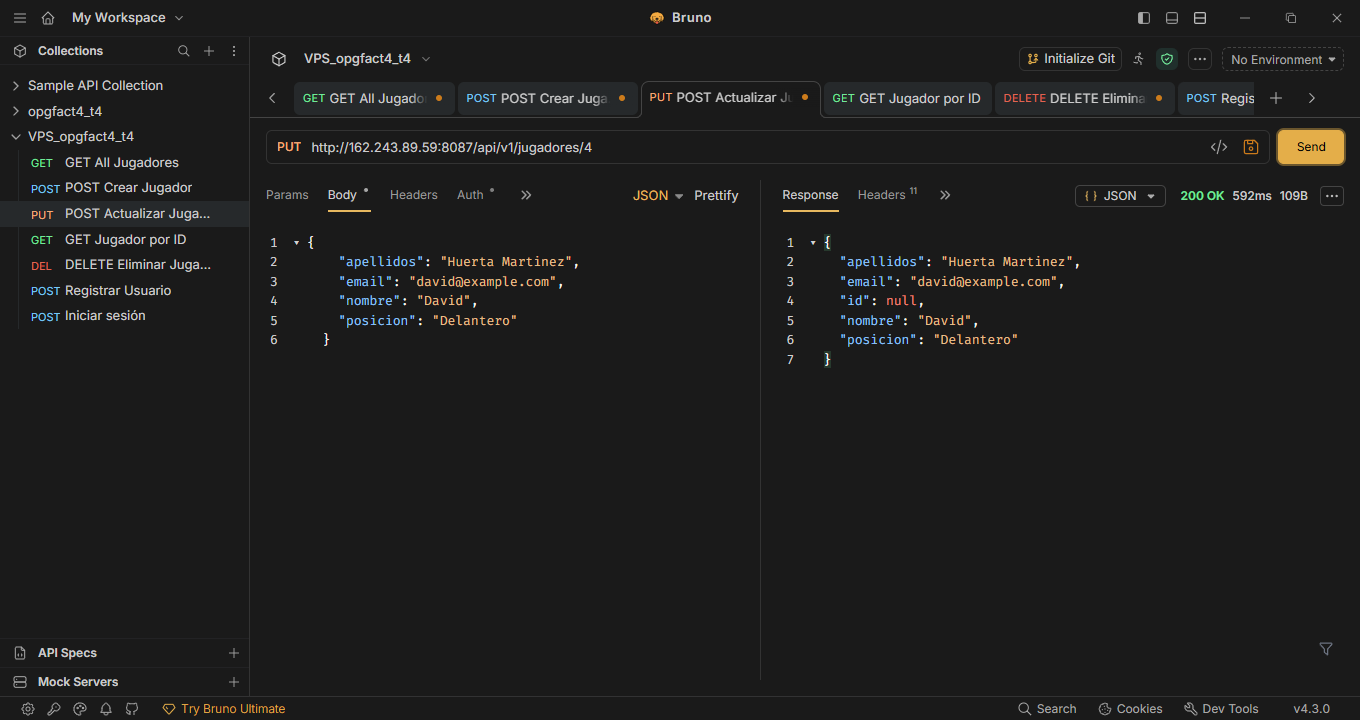 My Workspace
Bruno
Collections
Sample API Collection
opgfact4_t4
VPS_opgfact4_t4
GET GET All Jugadores
POST POST Crear Jugador
PUT POST Actualizar Juga...
GET GET Jugador por ID
DEL DELETE Eliminar Juga...
POST Registrar Usuario
POST Iniciar sesión
API Specs
Mock Servers
VPS_opgfact4_t4
Initialize Git
No Environment
GET GET All Jugado
POST POST Crear Juga
PUT POST Actualizar J
GET GET Jugador por ID
DELETE DELETE Elimina
POST Regis
PUT http://162.243.89.59:8087/api/v1/jugadores/4
Send
Params Body Headers Auth
JSON Prettify
1 {
2 "apellidos": "Huerta Martinez",
3 "email": "david@example.com",
4 "nombre": "David",
5 "posicion": "Delantero"
6 }
Response Headers 11
{ } JSON 200 OK 592ms 109B
1 {
2 "apellidos": "Huerta Martinez",
3 "email": "david@example.com",
4 "id": null,
5 "nombre": "David",
6 "posicion": "Delantero"
7 }
Try Bruno Ultimate
Search Cookies Dev Tools v4.3.0